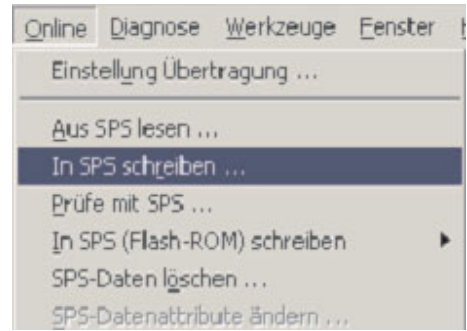 Online Diagnose Werkzeuge Fenster
Einstellung Übertragung ...
Aus SPS lesen ...
In SPS schreiben ...
Prüfe mit SPS ...
In SPS (Flash-ROM) schreiben
SPS-Daten löschen ...
SPS-Datenattribute ändern ...